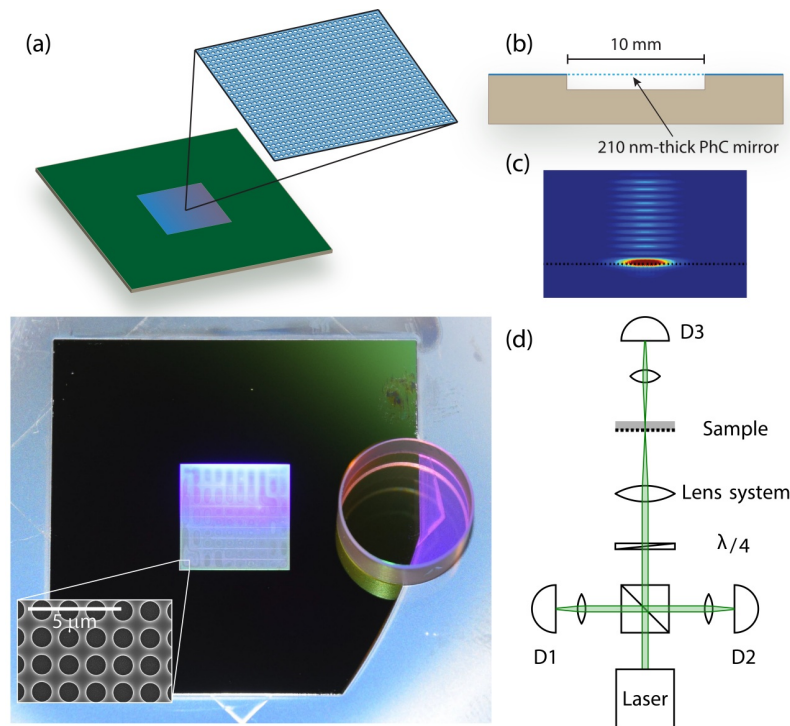 (a)
(b)
10 mm
210 nm-thick PhC mirror
(c)
(d)
D3
Sample
Lens system
λ/4
D1
D2
Laser
5 μm